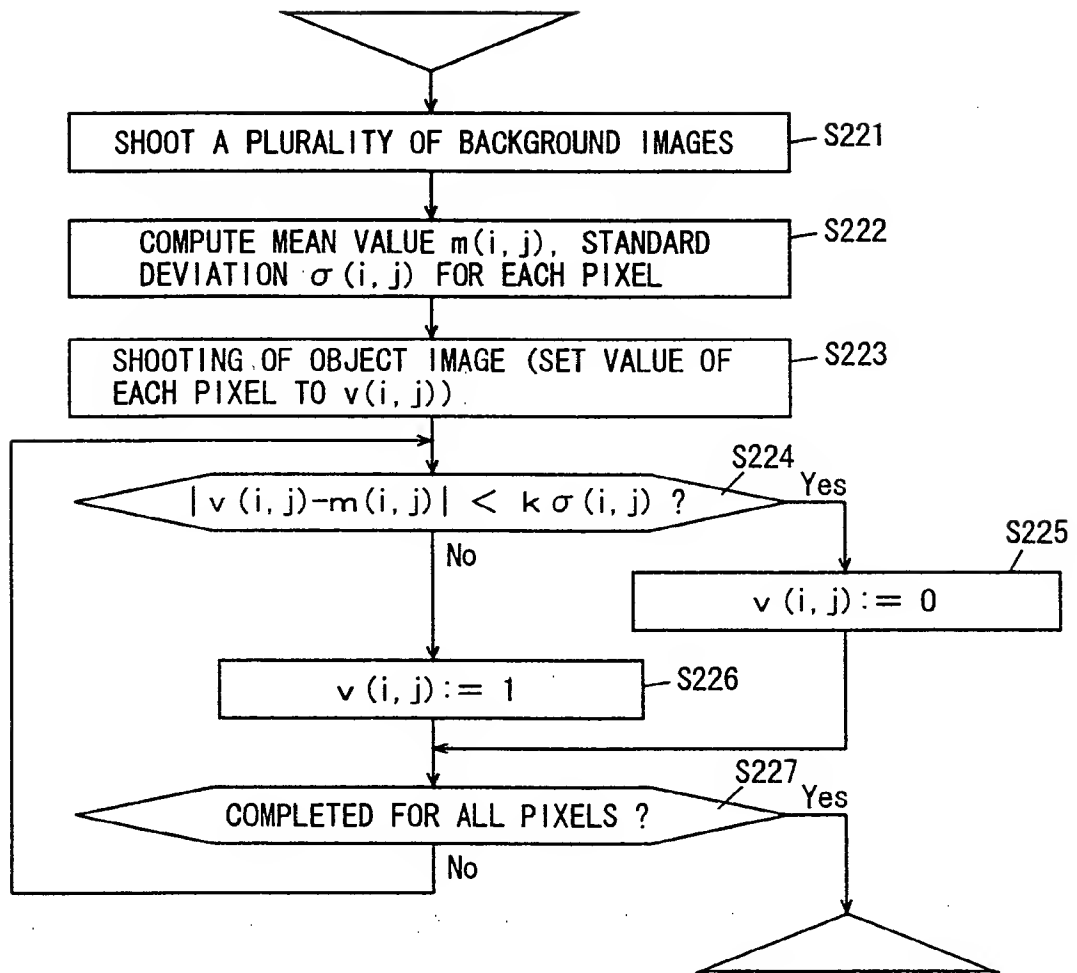 SHOOT A PLURALITY OF BACKGROUND IMAGES
S221
COMPUTE MEAN VALUE m(i, j), STANDARD
DEVIATION σ(i, j) FOR EACH PIXEL
S222
SHOOTING OF OBJECT IMAGE (SET VALUE OF
EACH PIXEL TO v(i, j))
S223
S224
|v(i, j)-m(i, j)| < kσ(i, j) ?
Yes
No
S225
v(i, j):= 0
v(i, j):= 1
S226
S227
COMPLETED FOR ALL PIXELS ?
Yes
No